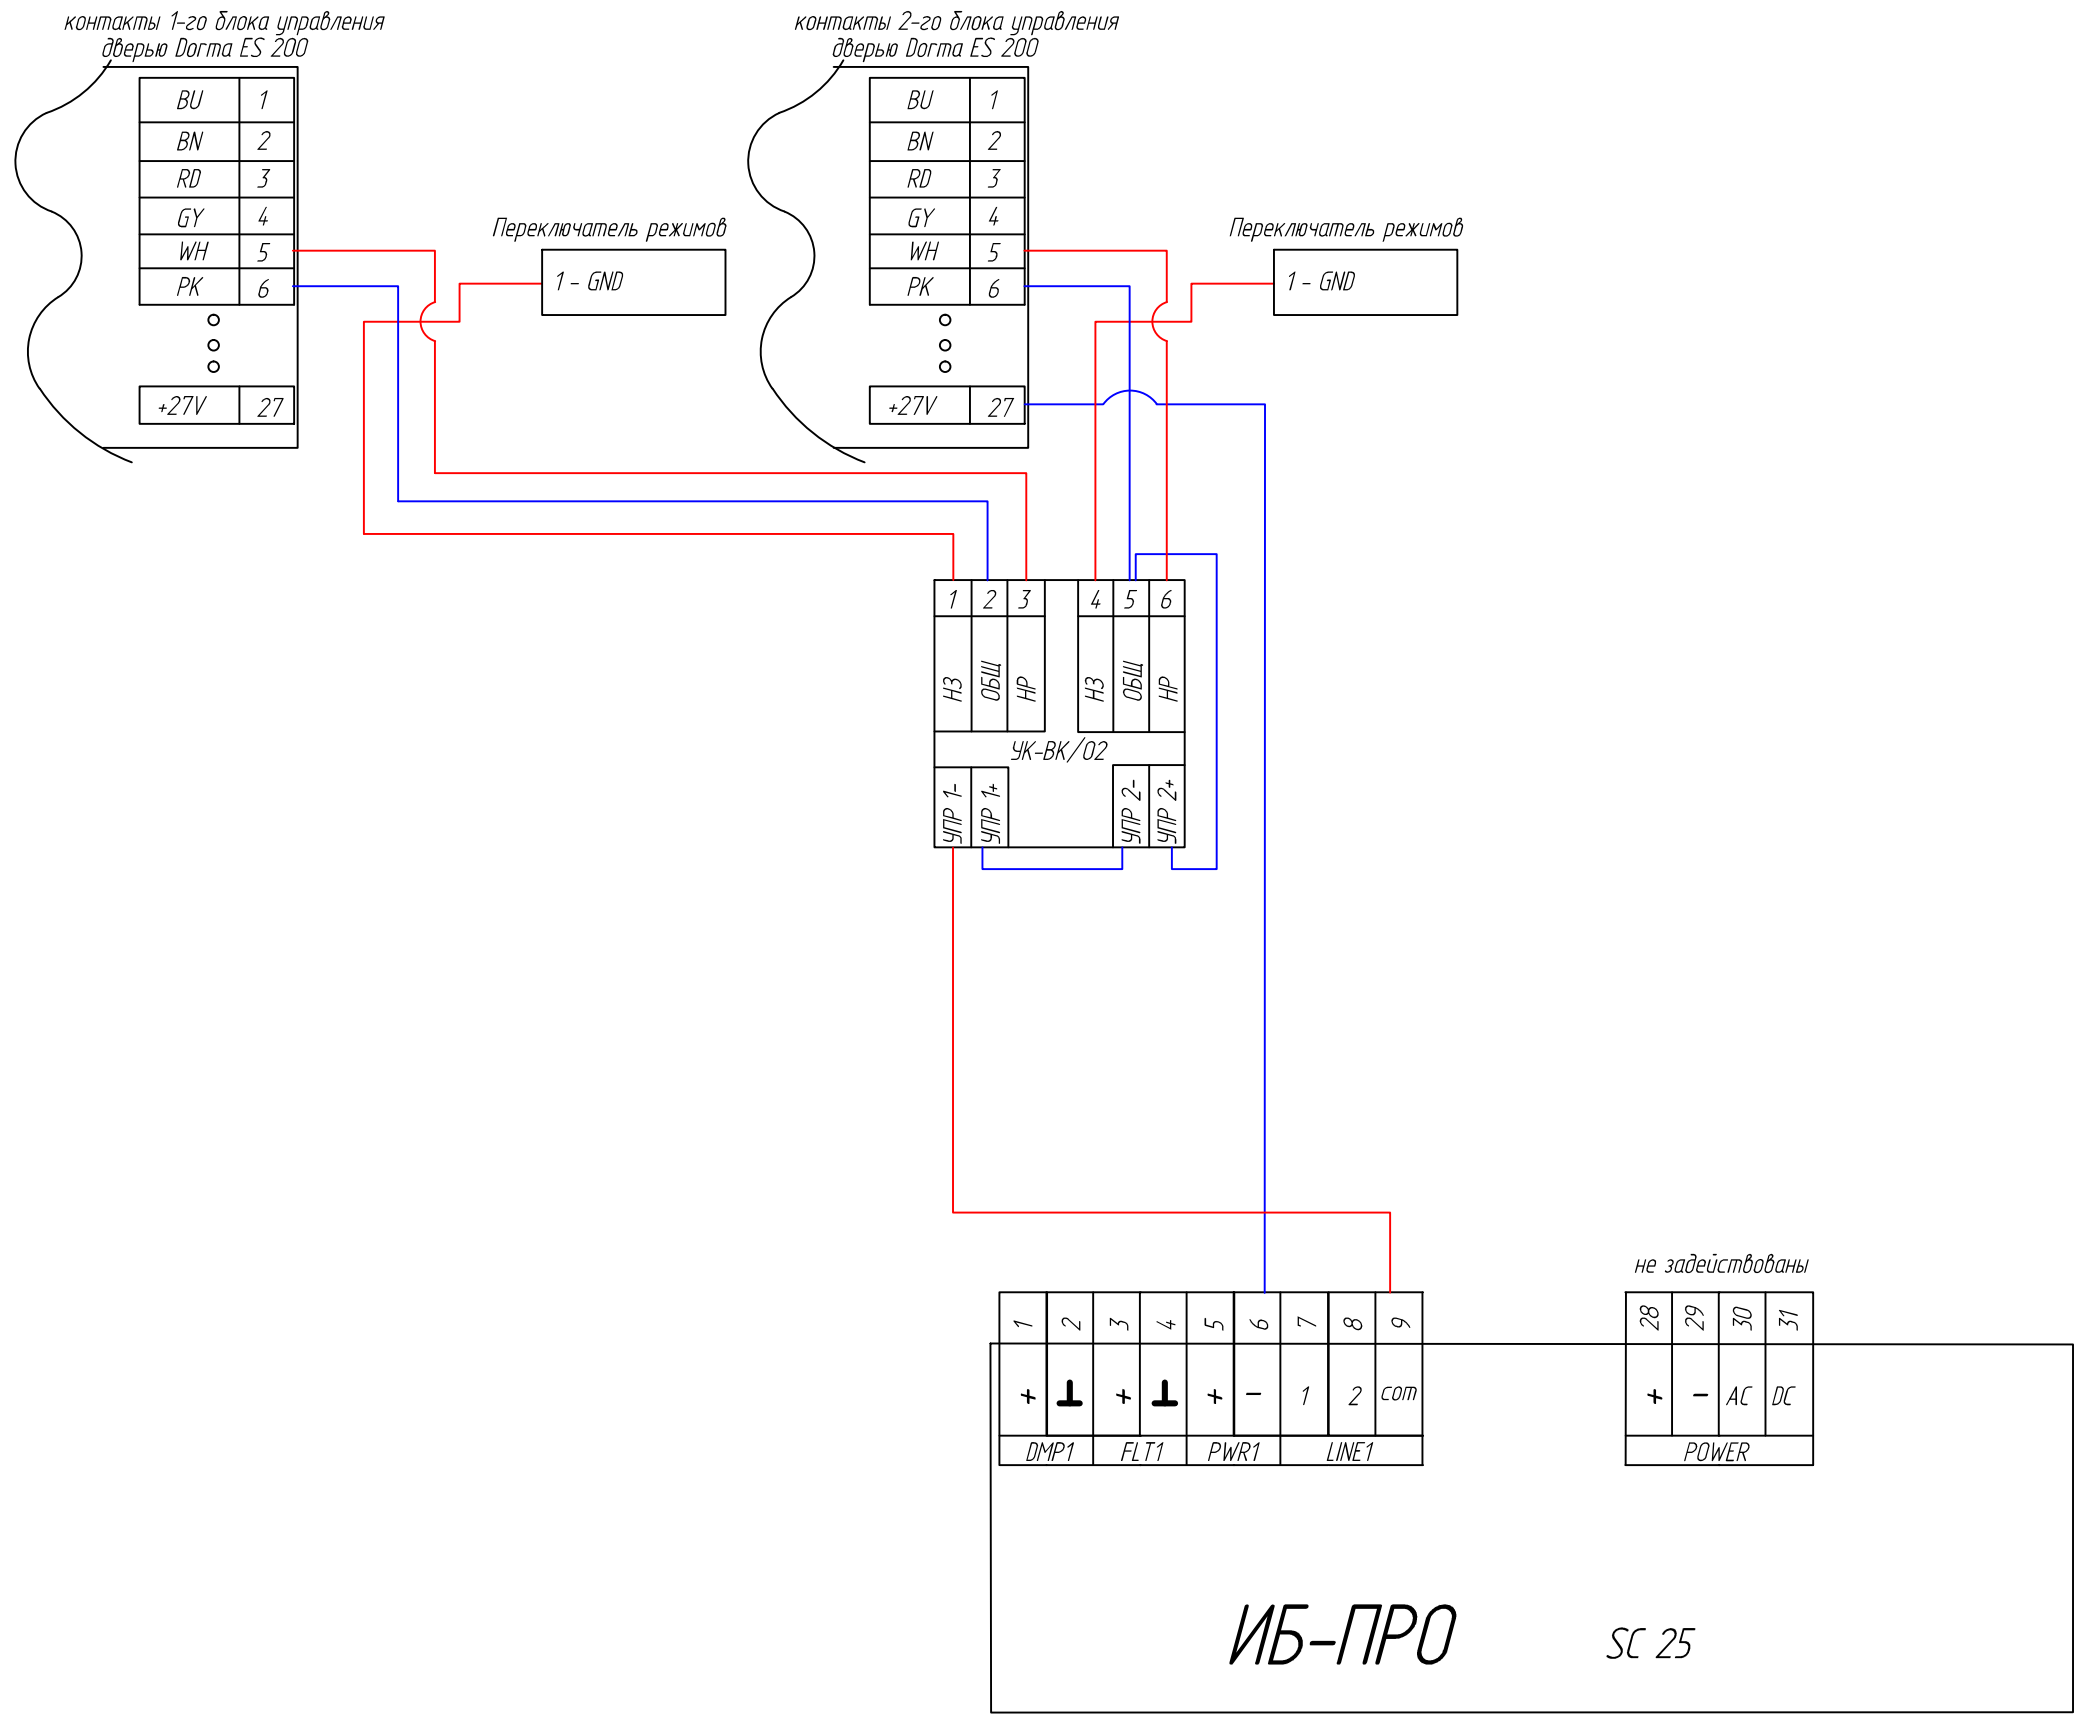 контакты 1-го блока управления
дверью Dorma ES 200
BU 1
BN 2
RD 3
GY 4
WH 5
PK 6
+27V 27
Переключатель режимов
1 - GND
контакты 2-го блока управления
дверью Dorma ES 200
BU 1
BN 2
RD 3
GY 4
WH 5
PK 6
+27V 27
Переключатель режимов
1 - GND
1 2 3 4 5 6
НЗ ОБЩ НР НЗ ОБЩ НР
УК-ВК/02
УПР 1- УПР 1+ УПР 2- УПР 2+
не задействованы
1 2 3 4 5 6 7 8 9 28 29 30 31
+ ⊥ + ⊥ + - 1 2 com + - AC DC
DMP1 FLT1 PWR1 LINE1 POWER
ИБ-ПРО SC 25